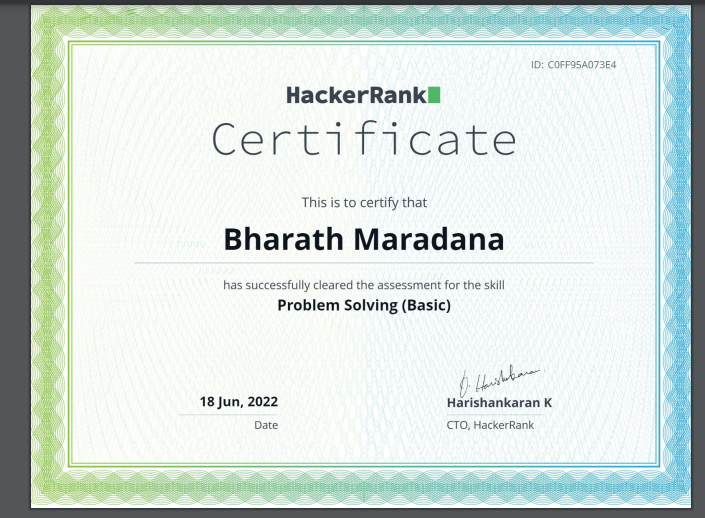 ID: C0FF95A073E4
HackerRank
Certificate
This is to certify that
Bharath Maradana
has successfully cleared the assessment for the skill
Problem Solving (Basic)
18 Jun, 2022
Date
Harishankaran K
CTO, HackerRank